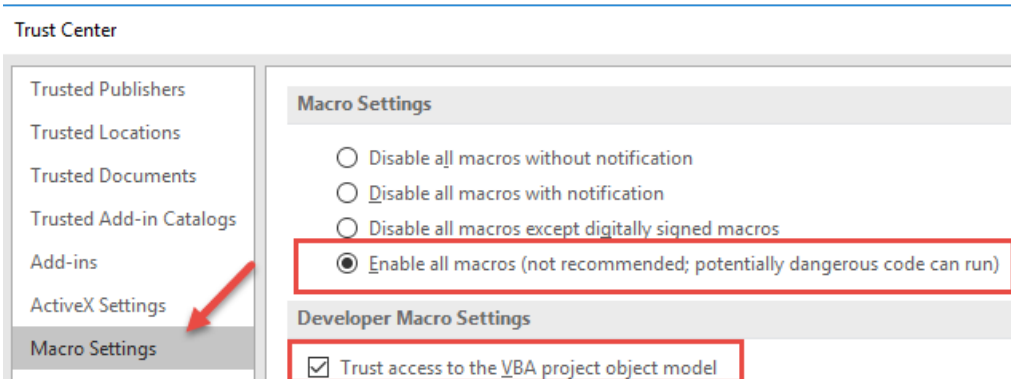 Trust Center
Trusted Publishers
Trusted Locations
Trusted Documents
Trusted Add-in Catalogs
Add-ins
ActiveX Settings
Macro Settings
Macro Settings
Disable all macros without notification
Disable all macros with notification
Disable all macros except digitally signed macros
Enable all macros (not recommended; potentially dangerous code can run)
Developer Macro Settings
Trust access to the VBA project object model